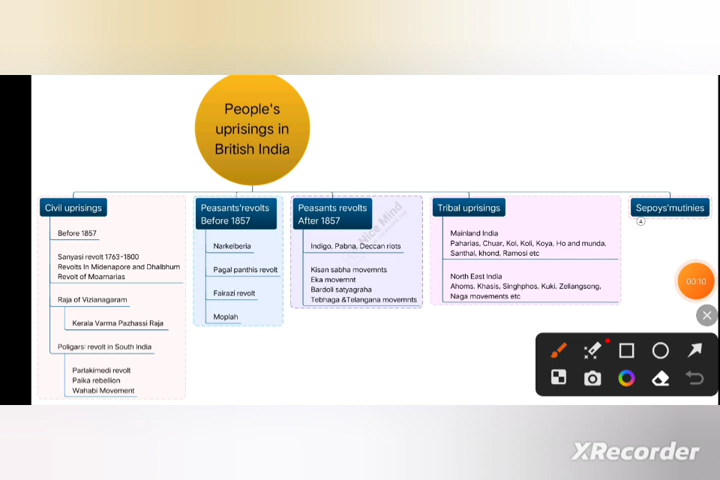 People's
uprisings in
British India
Civil uprisings
Before 1857
Sanyasi revolt 1763-1800
Revolts In Midenapore and Dhalbhum
Revolt of Moamarias
Raja of Vizianagaram
Kerala Varma Pazhassi Raja
Poligars' revolt in South India
Parlakimedi revolt
Paika rebellion
Wahabi Movement
Peasants'revolts
Before 1857
Narkelberia
Pagal panthis revolt
Fairazi revolt
Moplah
Peasants revolts
After 1857
Indigo, Pabna, Deccan riots
Kisan sabha movemnts
Eka movemnt
Bardoli satyagraha
Tebhaga &Telangana movemnts
Nice Mind
Tribal uprisings
Mainland India
Paharias, Chuar, Kol, Koli, Koya, Ho and munda,
Santhal, khond, Ramosi etc
North East India
Ahoms, Khasis, Singhphos, Kuki, Zeliangsong,
Naga movements etc
Sepoys'mutinies
4
00:10
XRecorder